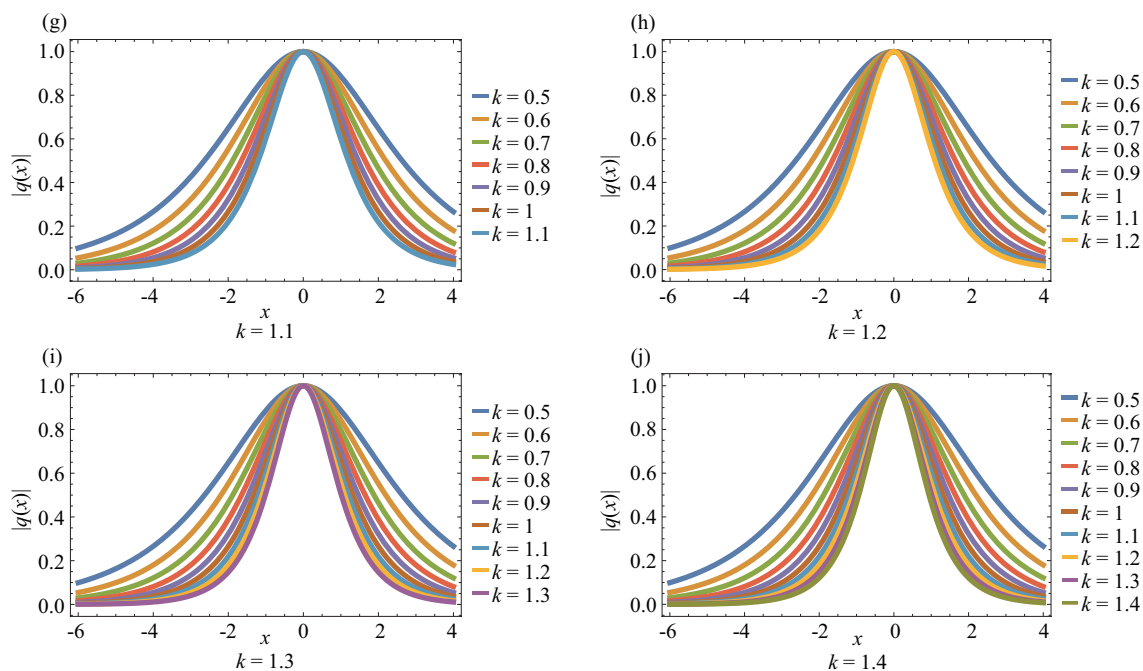 (g)
1.0
0.8
0.6
0.4
0.2
0.0
|q(x)|
-6 -4 -2 0 2 4
x
k = 1.1
k = 0.5
k = 0.6
k = 0.7
k = 0.8
k = 0.9
k = 1
k = 1.1
(h)
1.0
0.8
0.6
0.4
0.2
0.0
|q(x)|
-6 -4 -2 0 2 4
x
k = 1.2
k = 0.5
k = 0.6
k = 0.7
k = 0.8
k = 0.9
k = 1
k = 1.1
k = 1.2
(i)
1.0
0.8
0.6
0.4
0.2
0.0
|q(x)|
-6 -4 -2 0 2 4
x
k = 1.3
k = 0.5
k = 0.6
k = 0.7
k = 0.8
k = 0.9
k = 1
k = 1.1
k = 1.2
k = 1.3
(j)
1.0
0.8
0.6
0.4
0.2
0.0
|q(x)|
-6 -4 -2 0 2 4
x
k = 1.4
k = 0.5
k = 0.6
k = 0.7
k = 0.8
k = 0.9
k = 1
k = 1.1
k = 1.2
k = 1.3
k = 1.4